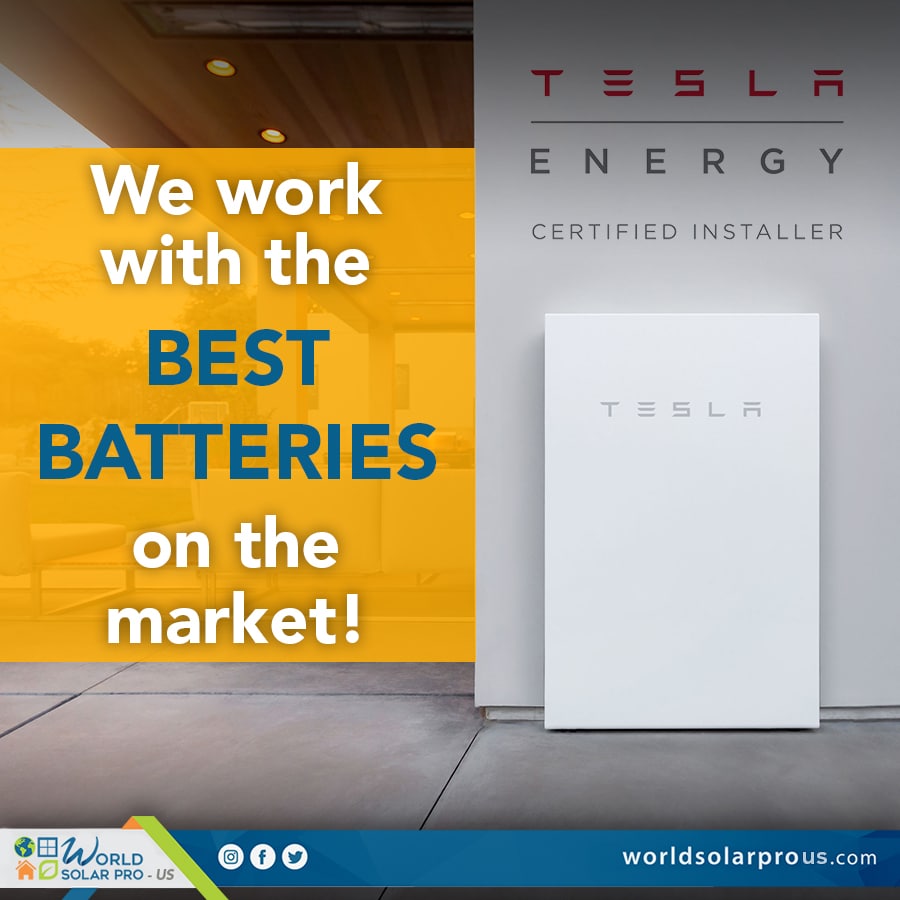 We work
with the
BEST
BATTERIES
on the
market!
TESLA
ENERGY
CERTIFIED INSTALLER
TESLA
WORLD
SOLAR PRO - US
worldsolarprous.com